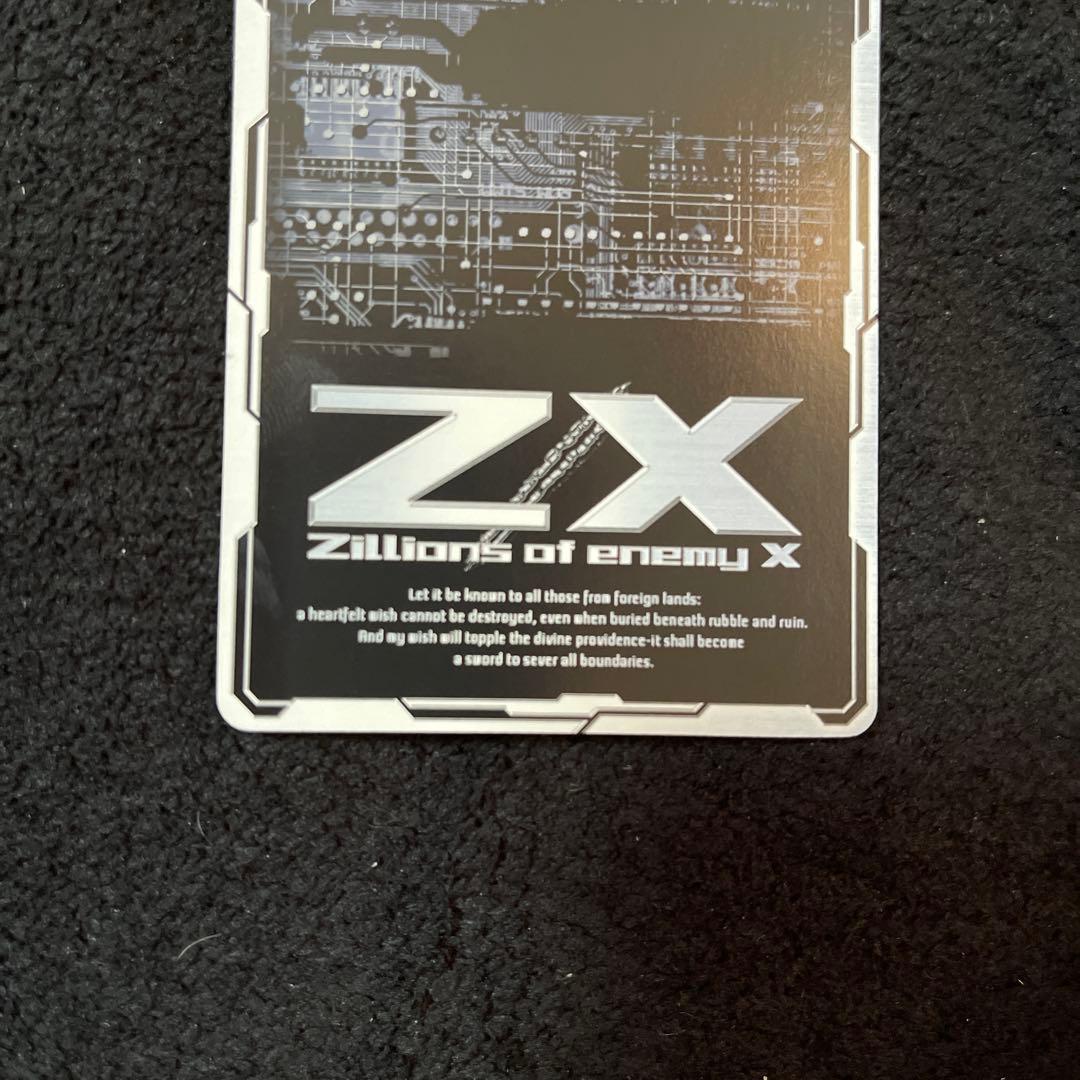 Z/X
Zillions of enemy X
Let it be known to all those from foreign lands:
a heartfelt wish cannot be destroyed, even when buried beneath rubble and ruin.
And my wish will topple the divine providence-it shall become
a sword to sever all boundaries.